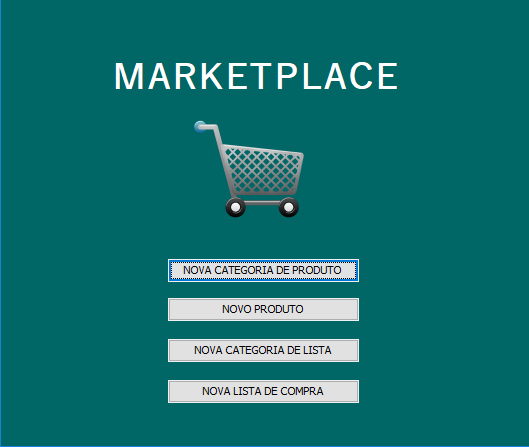 MARKETPLACE
NOVA CATEGORIA DE PRODUTO
NOVO PRODUTO
NOVA CATEGORIA DE LISTA
NOVA LISTA DE COMPRA